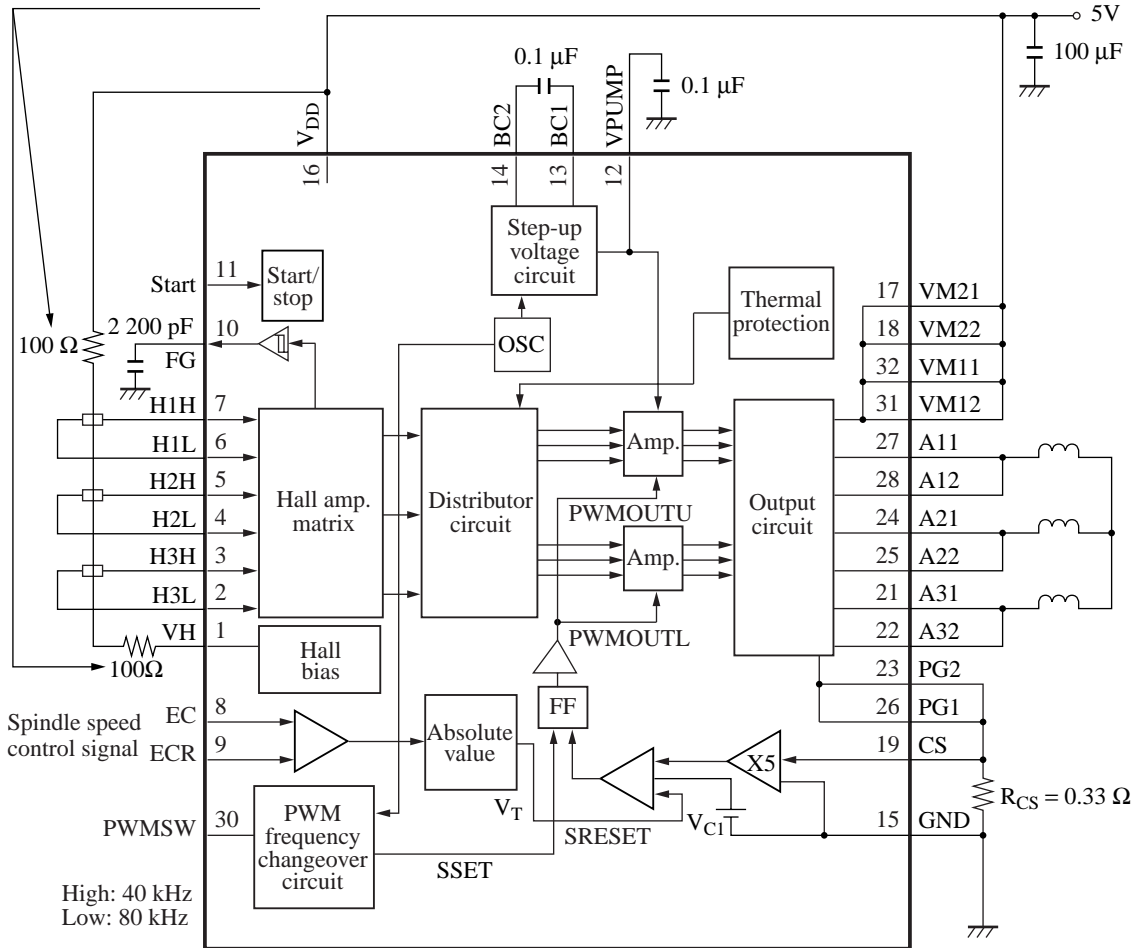 5V
100 µF
0.1 µF
0.1 µF
VDD
16
BC2
14
BC1
13
VPUMP
12
Step-up
voltage
circuit
Start
11
Start/
stop
Thermal
protection
17
VM21
2 200 pF
10
100 Ω
FG
OSC
18
VM22
32
VM11
31
VM12
H1H
7
H1L
6
H2H
5
H2L
4
H3H
3
H3L
2
Hall amp.
matrix
Distributor
circuit
Amp.
PWMOUTU
Amp.
PWMOUTL
Output
circuit
27
A11
28
A12
24
A21
25
A22
21
A31
22
A32
VH
1
100Ω
Hall
bias
23
PG2
26
PG1
FF
Spindle speed
control signal
EC
8
ECR
9
Absolute
value
X5
19
CS
RCS = 0.33 Ω
VT
VC1
15
GND
PWMSW
30
PWM
frequency
changeover
circuit
SRESET
SSET
High: 40 kHz
Low: 80 kHz